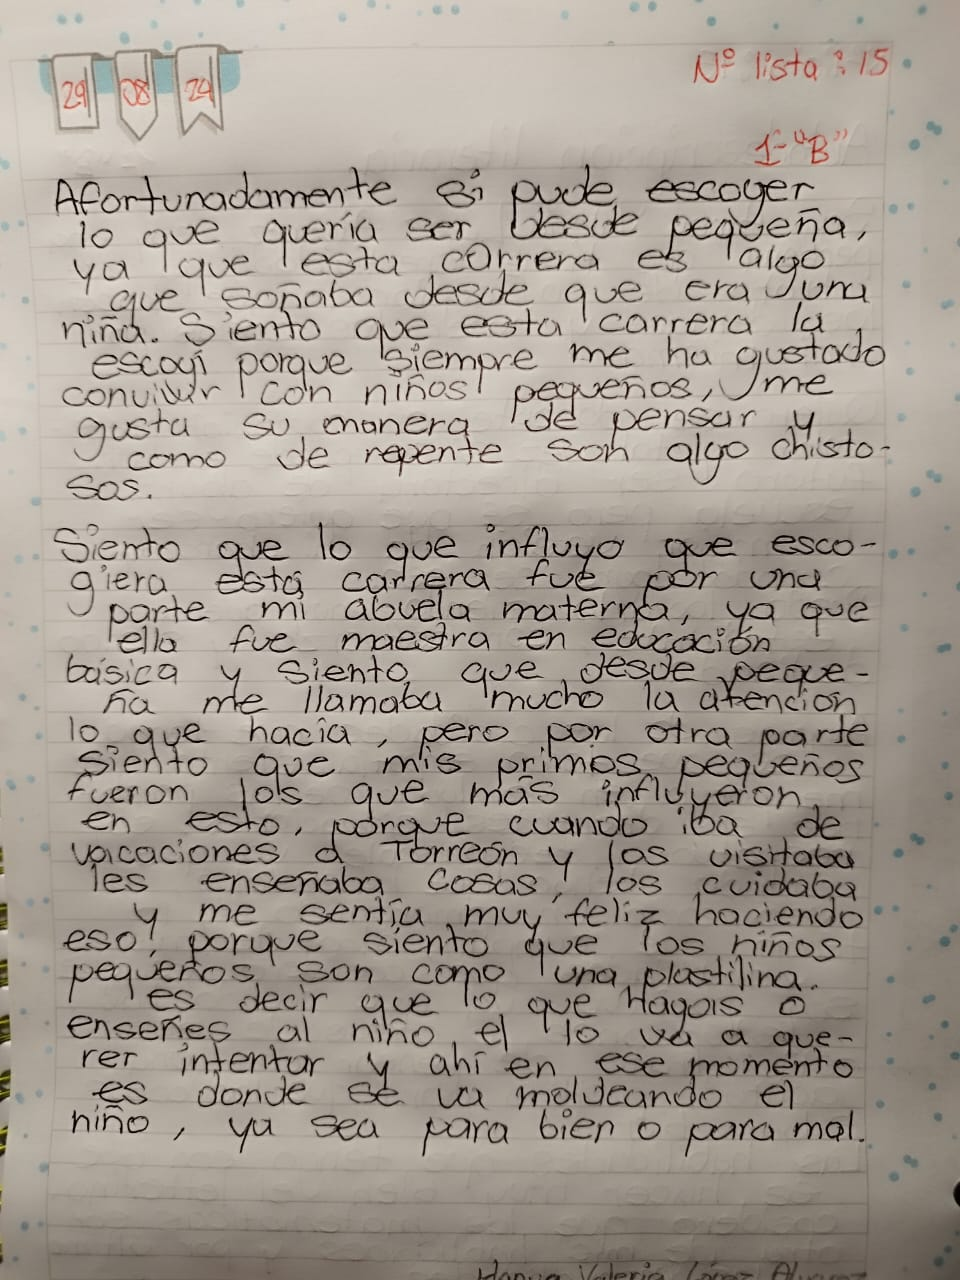 29 08 24
Nº lista : 15
1-"B"
Afortunadamente si pude escoger
lo que quería ser desde pequeña,
ya que esta carrera es algo
que soñaba desde que era una
niña. Siento que esta carrera la
escogí porque siempre me ha gustado
convivir con niños pequeños, me
gusta su manera de pensar y
como de repente son algo chisto-
sos.
Siento que lo que influyo que esco-
giera esta carrera fue por una
parte mi abuela materna, ya que
ella fue maestra en educación
básica y siento que desde peque-
ña me llamaba mucho la atención
lo que hacía, pero por otra parte
siento que mis primos pequeños
fueron los que más influyeron
en esto, porque cuando iba de
vacaciones a Torreón y los visitaba
les enseñaba cosas, los cuidaba
y me sentía muy feliz haciendo
eso, porque siento que los niños
pequeños son como una plastilina.
es decir que lo que Hagas o
enseñes al niño el lo va a que-
rer intentar y ahí en ese momento
es donde se va moldeando el
niño, ya sea para bien o para mal.
Valeria López